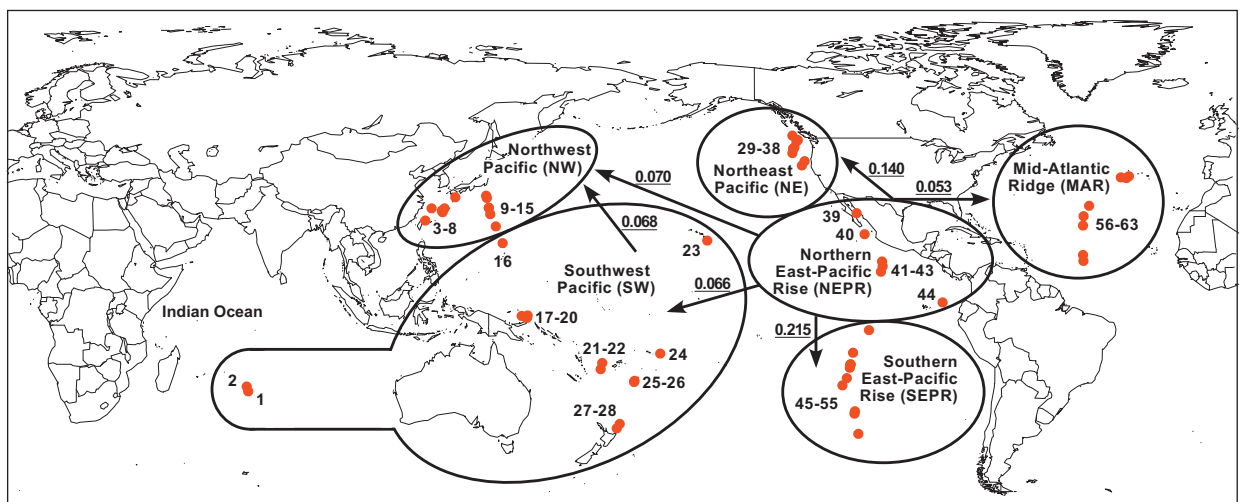 Northwest
Pacific (NW)
3-8
9-15
16
0.070
0.068
29-38
Northeast
Pacific (NE)
0.140
0.053
Mid-Atlantic
Ridge (MAR)
56-63
39
40
23
Southwest
Pacific (SW)
0.066
Northern
East-Pacific
Rise (NEPR)
41-43
44
Indian Ocean
17-20
0.215
21-22
24
25-26
27-28
2
1
Southern
East-Pacific
Rise (SEPR)
45-55